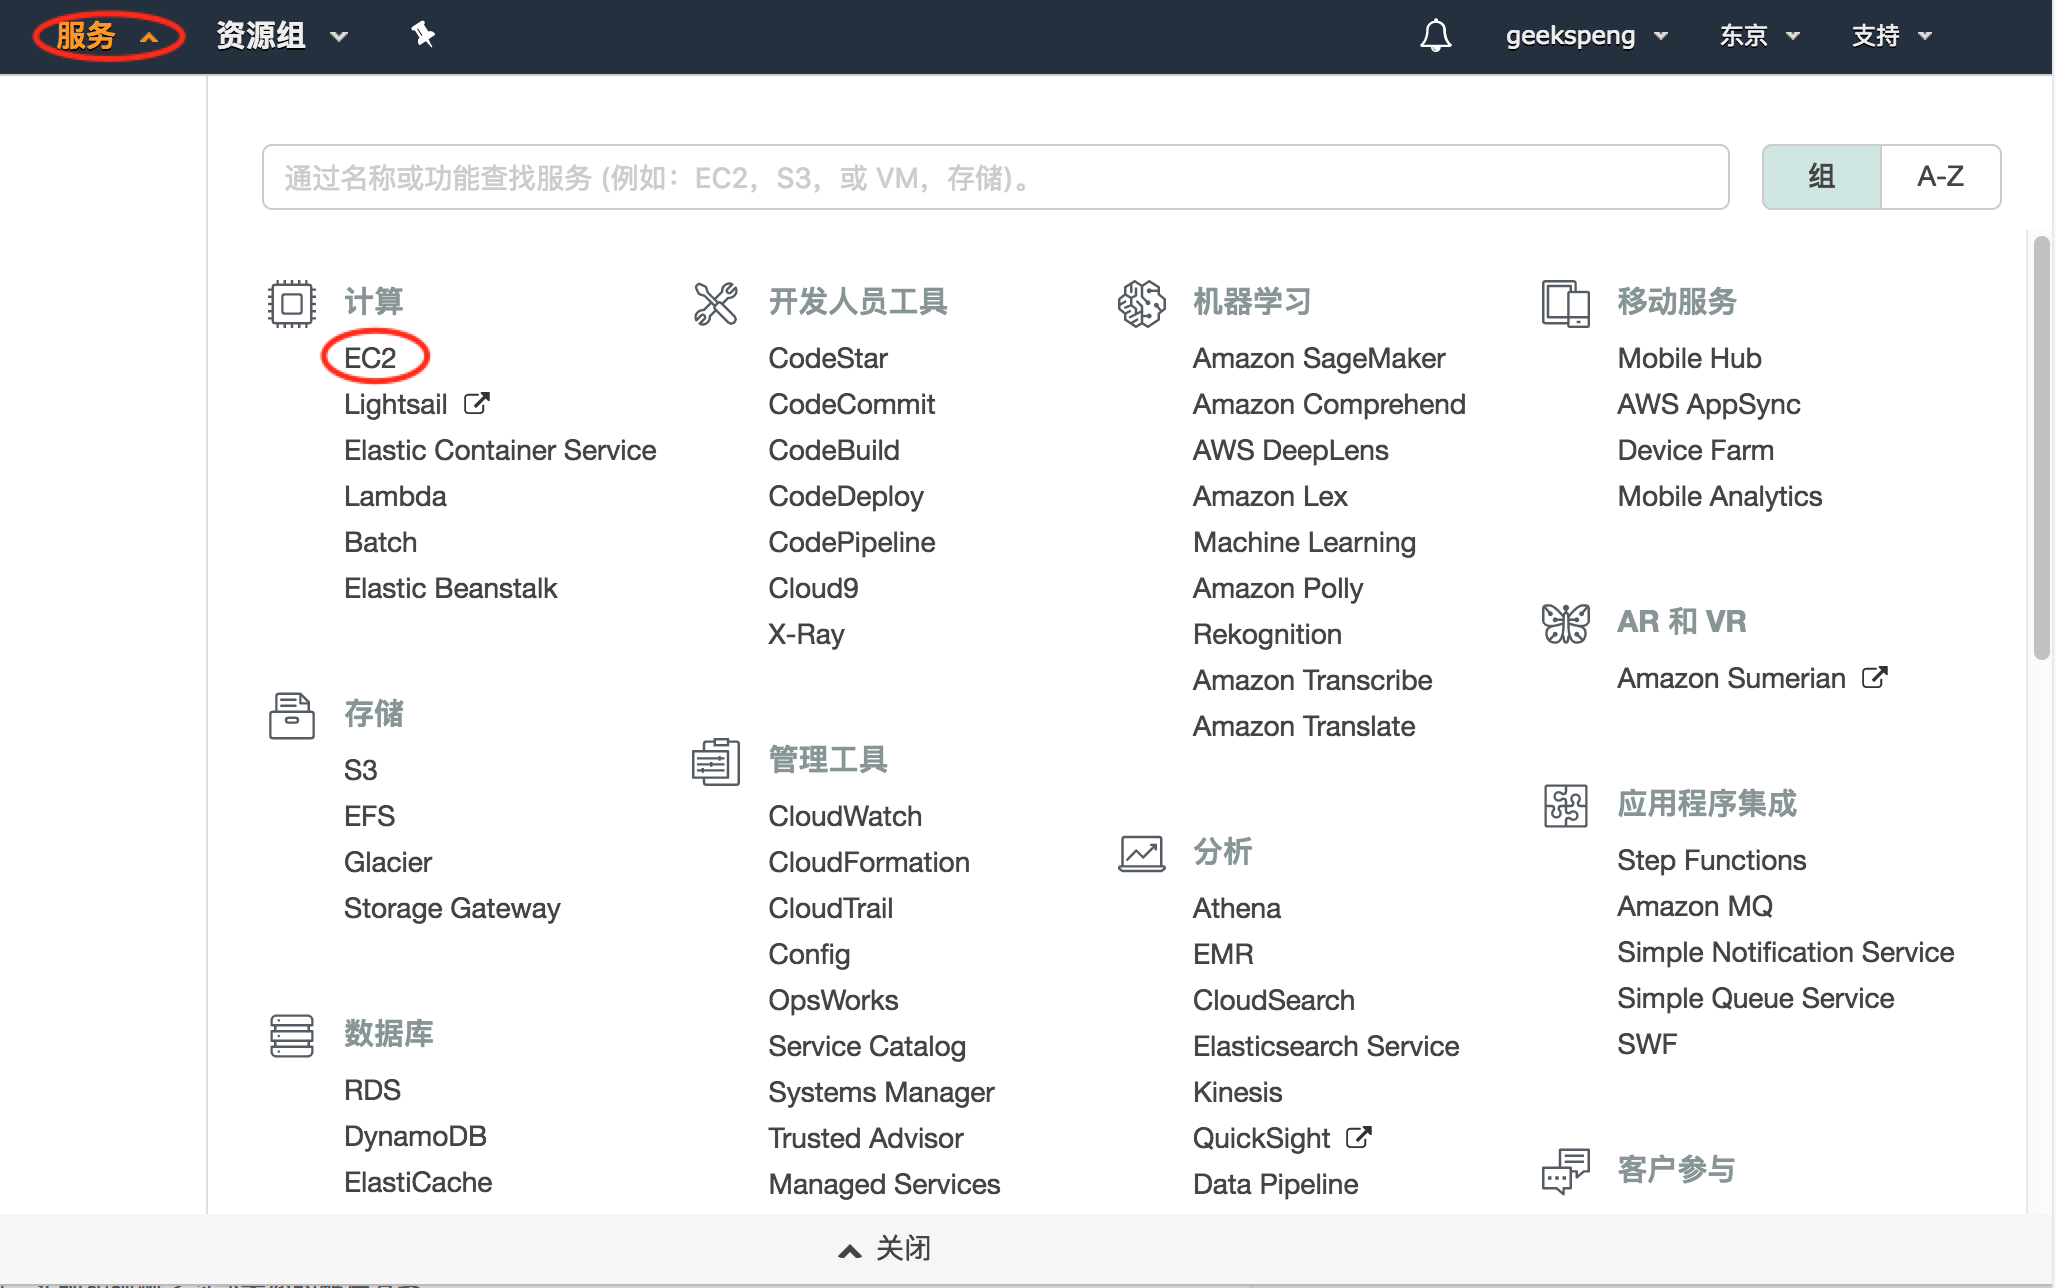 服务 资源组 geekspeng 东京 支持
通过名称或功能查找服务 (例如：EC2，S3，或 VM，存储)。
组 A-Z
计算
EC2
Lightsail
Elastic Container Service
Lambda
Batch
Elastic Beanstalk
存储
S3
EFS
Glacier
Storage Gateway
数据库
RDS
DynamoDB
ElastiCache
开发人员工具
CodeStar
CodeCommit
CodeBuild
CodeDeploy
CodePipeline
Cloud9
X-Ray
管理工具
CloudWatch
CloudFormation
CloudTrail
Config
OpsWorks
Service Catalog
Systems Manager
Trusted Advisor
Managed Services
机器学习
Amazon SageMaker
Amazon Comprehend
AWS DeepLens
Amazon Lex
Machine Learning
Amazon Polly
Rekognition
Amazon Transcribe
Amazon Translate
分析
Athena
EMR
CloudSearch
Elasticsearch Service
Kinesis
QuickSight
Data Pipeline
移动服务
Mobile Hub
AWS AppSync
Device Farm
Mobile Analytics
AR 和 VR
Amazon Sumerian
应用程序集成
Step Functions
Amazon MQ
Simple Notification Service
Simple Queue Service
SWF
客户参与
关闭